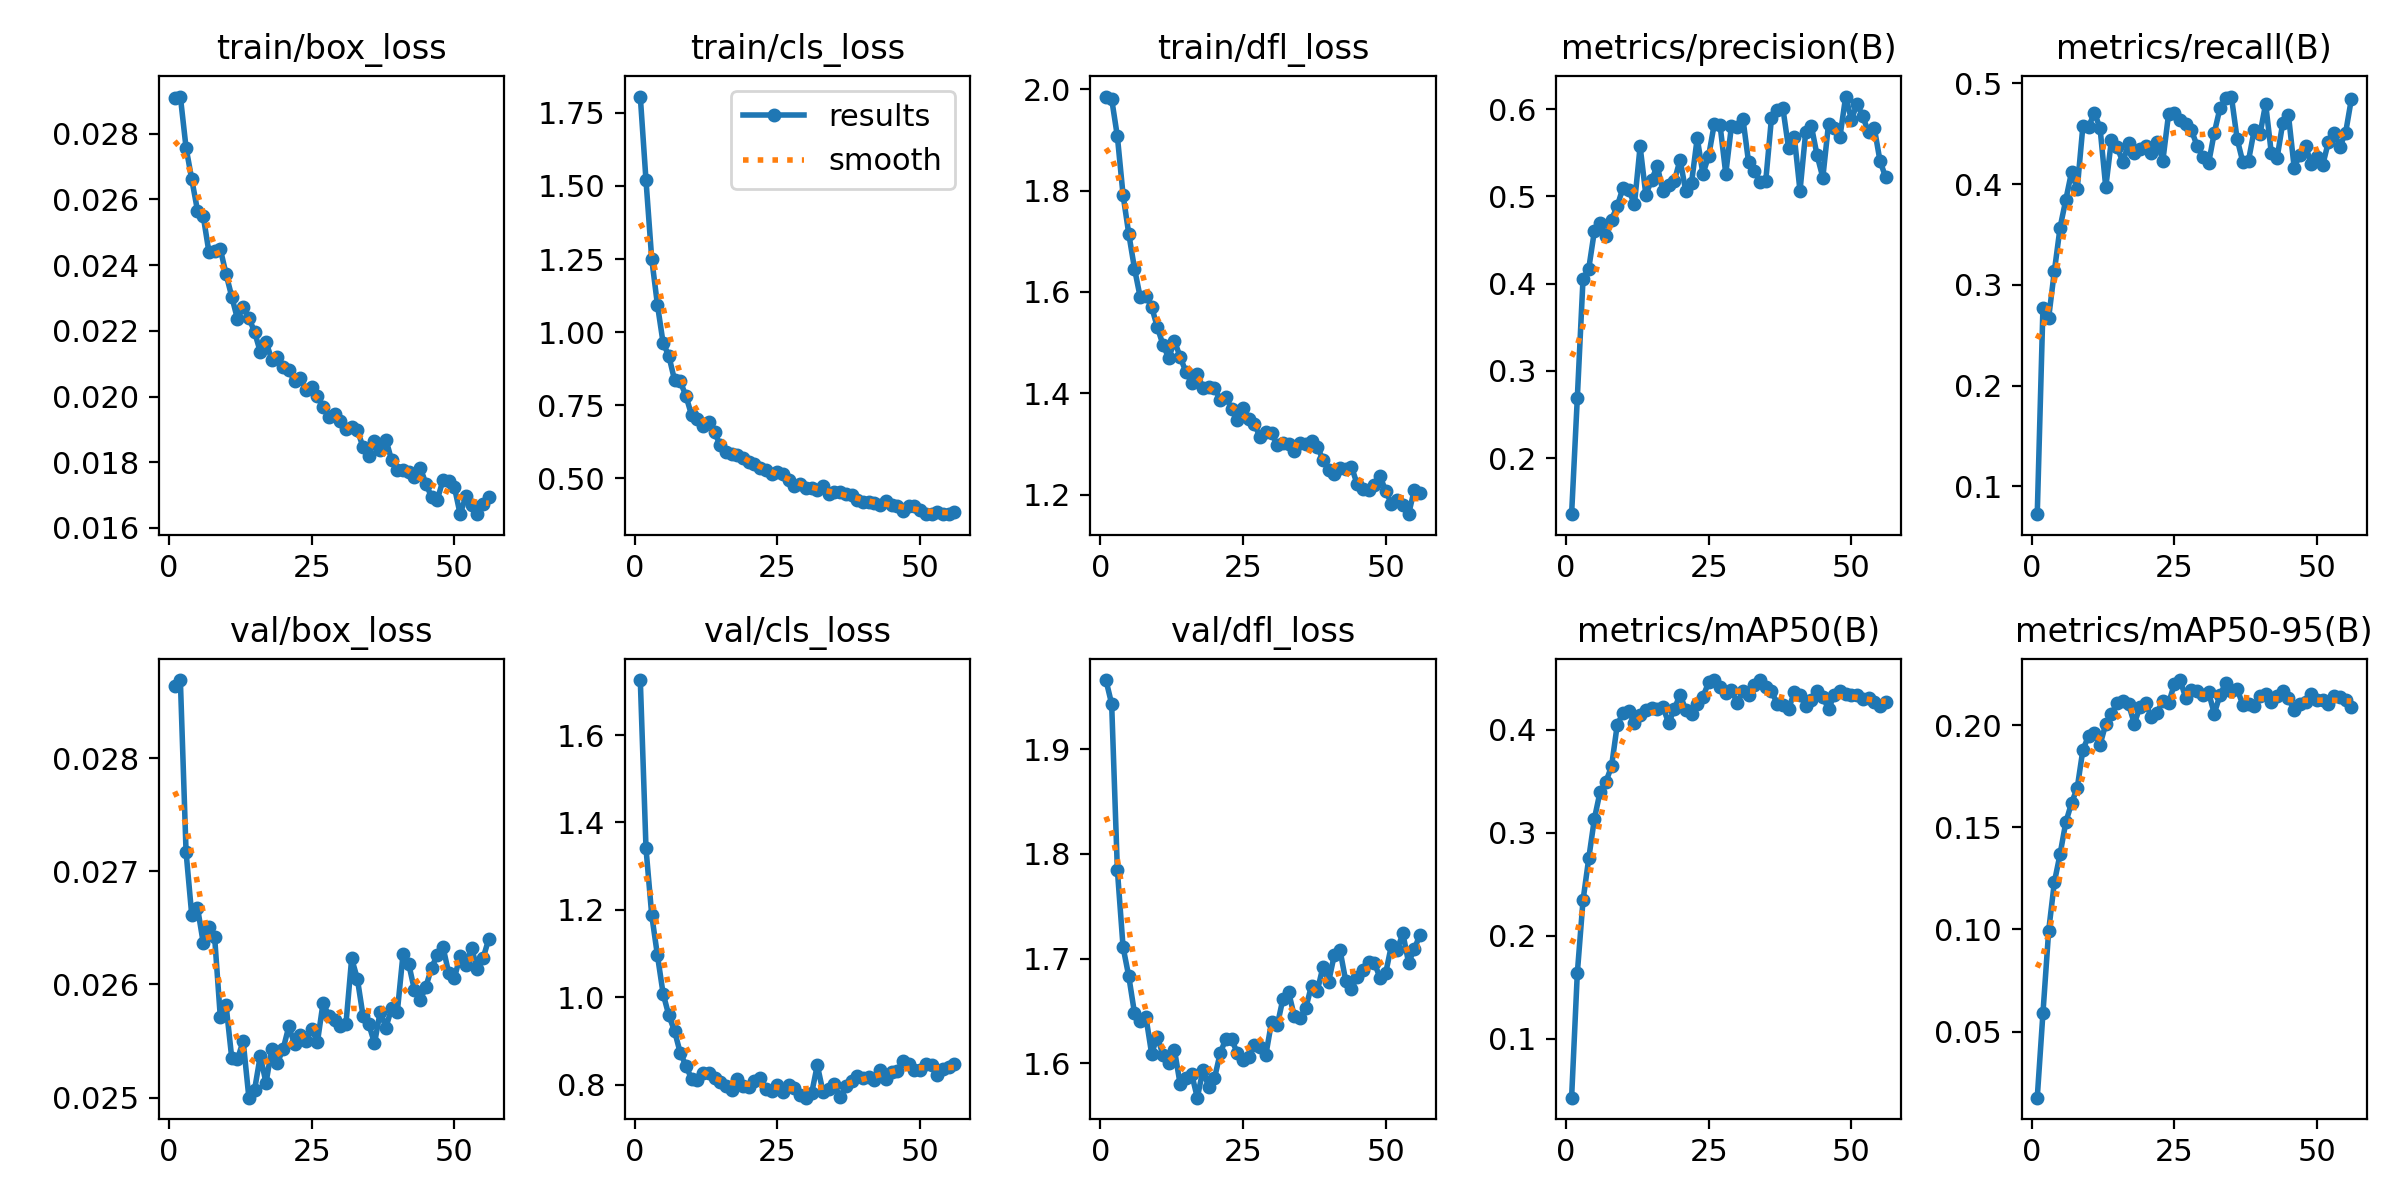 train/box_loss
train/cls_loss
train/dfl_loss
metrics/precision(B)
metrics/recall(B)
0.028
0.026
0.024
0.022
0.020
0.018
0.016
0 25 50
1.75
1.50
1.25
1.00
0.75
0.50
results
smooth
0 25 50
2.0
1.8
1.6
1.4
1.2
0 25 50
0.6
0.5
0.4
0.3
0.2
0 25 50
0.5
0.4
0.3
0.2
0.1
0 25 50
val/box_loss
val/cls_loss
val/dfl_loss
metrics/mAP50(B)
metrics/mAP50-95(B)
0.028
0.027
0.026
0.025
0 25 50
1.6
1.4
1.2
1.0
0.8
0 25 50
1.9
1.8
1.7
1.6
0 25 50
0.4
0.3
0.2
0.1
0 25 50
0.20
0.15
0.10
0.05
0 25 50